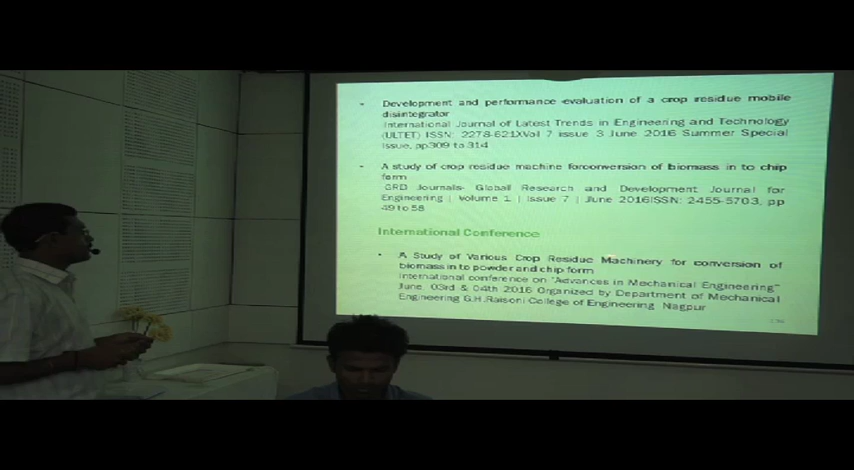 Development and performance evaluation of a crop residue mobile
disintegrator
International Journal of Latest Trends in Engineering and Technology
(IJLTET) ISSN: 2278-621XVol 7 issue 3 June 2016 Summer Special
Issue, pp309 to 314
A study of crop residue machine forconversion of biomass in to chip
form
GRD Journals- Global Research and Development Journal for
Engineering | Volume 1 | Issue 7 | June 2016ISSN: 2455-5703, pp
49 to 58
International Conference
A Study of Various Crop Residue Machinery for conversion of
biomass in to powder and chip form
International conference on "Advances in Mechanical Engineering"
June, 03rd & 04th 2016 Organized by Department of Mechanical
Engineering G.H.Raisoni College of Engineering Nagpur